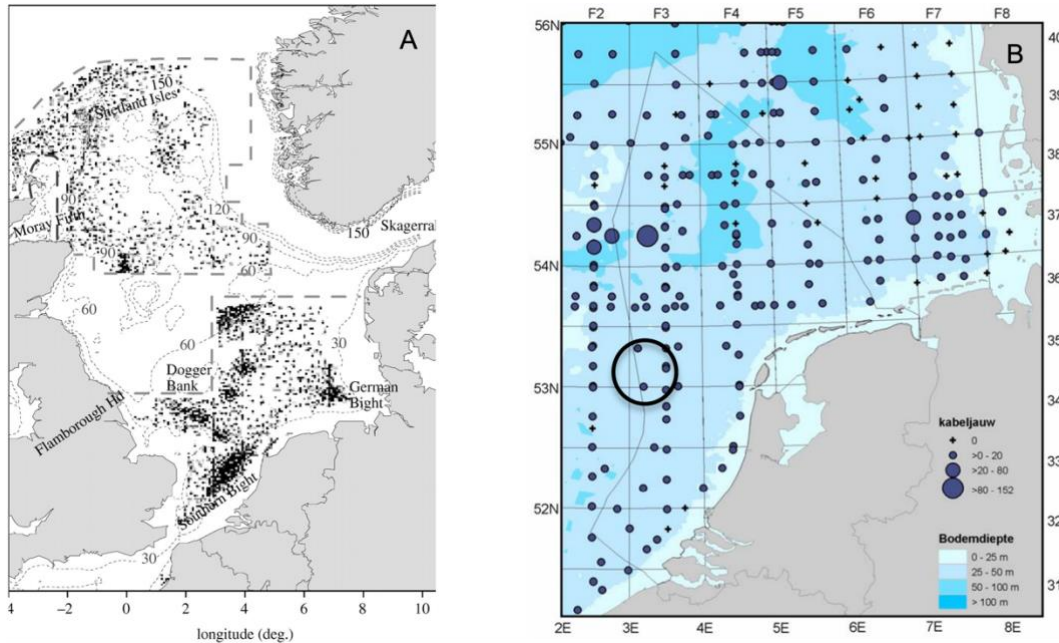 A
150
Shetland Isles
90
Moray Firth
120
90
150
Skagerra
90
60
60
60
30
Dogger
Bank
German
Bight
Flamborough Hd
Southern Bight
30
4
−2
0
2
4
6
8
10
longitude (deg.)
F2
F3
F4
F5
F6
F7
F8
B
56N
55N
54N
53N
52N
40
39
38
37
36
35
34
33
32
31
kabeljauw
0
>0 - 20
>20 - 80
>80 - 152
Bodemdiepte
0 - 25 m
25 - 50 m
50 - 100 m
> 100 m
2E
3E
4E
5E
6E
7E
8E